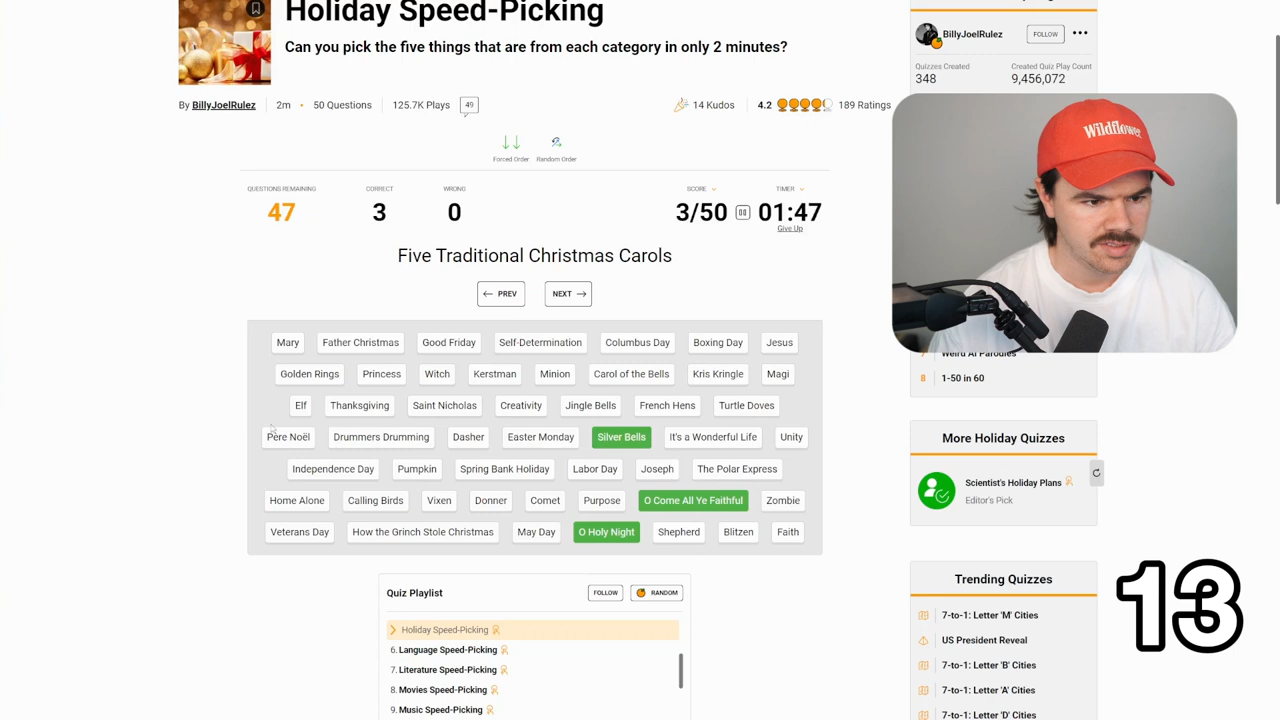 Holiday Speed-Picking
Can you pick the five things that are from each category in only 2 minutes?
By BillyJoelRulez 2m • 50 Questions 125.7K Plays 49 14 Kudos 4.2 189 Ratings
Forced Order Random Order
QUESTIONS REMAINING CORRECT WRONG SCORE TIMER
47 3 0 3/50 01:47
Give Up
Five Traditional Christmas Carols
← PREV NEXT →
Mary Father Christmas Good Friday Self-Determination Columbus Day Boxing Day Jesus
Golden Rings Princess Witch Kerstman Minion Carol of the Bells Kris Kringle Magi
Elf Thanksgiving Saint Nicholas Creativity Jingle Bells French Hens Turtle Doves
Père Noël Drummers Drumming Dasher Easter Monday Silver Bells It's a Wonderful Life Unity
Independence Day Pumpkin Spring Bank Holiday Labor Day Joseph The Polar Express
Home Alone Calling Birds Vixen Donner Comet Purpose O Come All Ye Faithful Zombie
Veterans Day How the Grinch Stole Christmas May Day O Holy Night Shepherd Blitzen Faith
Quiz Playlist FOLLOW RANDOM
Holiday Speed-Picking
6. Language Speed-Picking
7. Literature Speed-Picking
8. Movies Speed-Picking
9. Music Speed-Picking
BillyJoelRulez FOLLOW •••
Quizzes Created Created Quiz Play Count
348 9,456,072
Wildflower
8 1-50 in 60
More Holiday Quizzes
Scientist's Holiday Plans
Editor's Pick
Trending Quizzes
7-to-1: Letter 'M' Cities
US President Reveal
7-to-1: Letter 'B' Cities
7-to-1: Letter 'A' Cities
7-to-1: Letter 'D' Cities
13